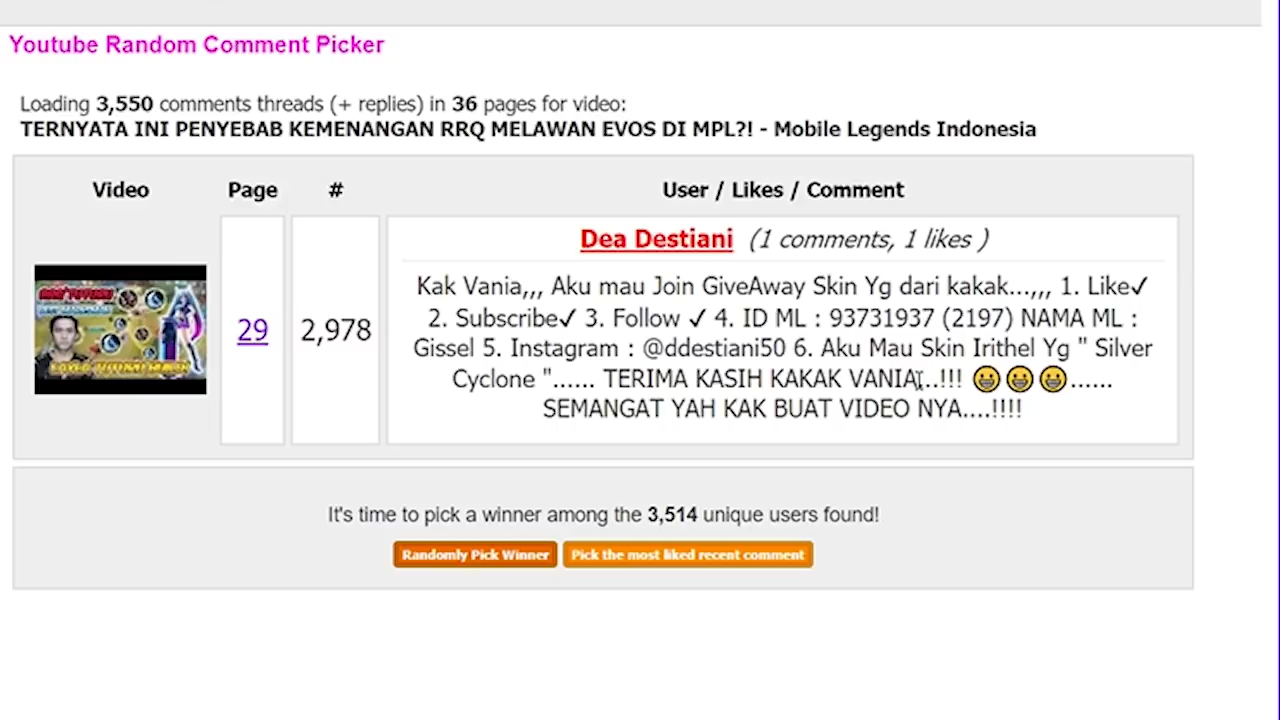 Youtube Random Comment Picker
Loading 3,550 comments threads (+ replies) in 36 pages for video:
TERNYATA INI PENYEBAB KEMENANGAN RRQ MELAWAN EVOS DI MPL?! - Mobile Legends Indonesia
Video Page # User / Likes / Comment
Dea Destiani (1 comments, 1 likes )
Kak Vania,,, Aku mau Join GiveAway Skin Yg dari kakak...,,, 1. Like✓
2. Subscribe✓ 3. Follow ✓ 4. ID ML : 93731937 (2197) NAMA ML :
29 2,978
Gissel 5. Instagram : @ddestiani50 6. Aku Mau Skin Irithel Yg " Silver
Cyclone "...... TERIMA KASIH KAKAK VANIA...!!! 😀😀😀......
SEMANGAT YAH KAK BUAT VIDEO NYA....!!!!
It's time to pick a winner among the 3,514 unique users found!
Randomly Pick Winner Pick the most liked recent comment